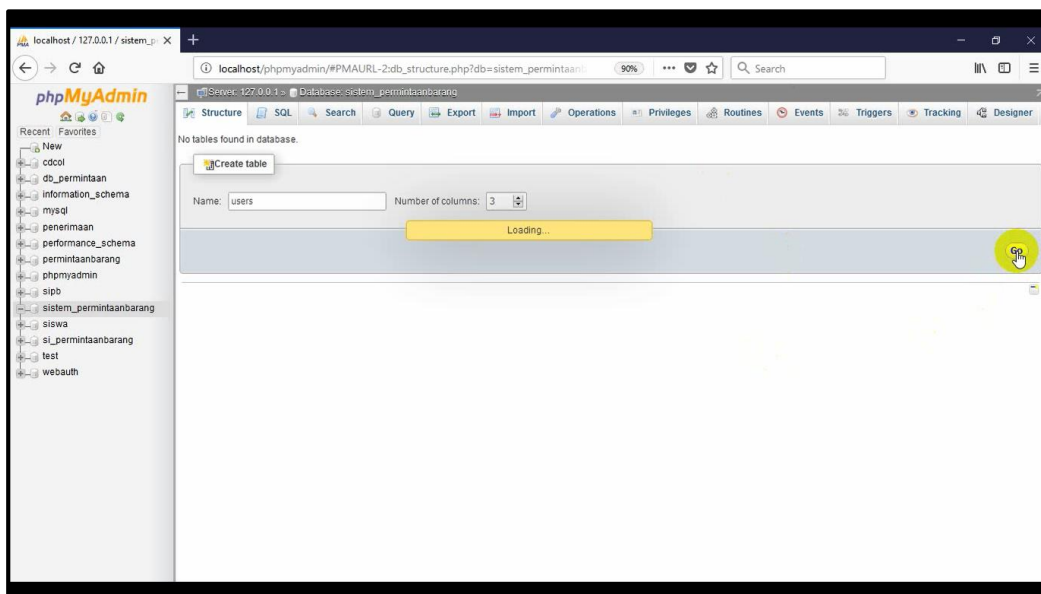 localhost / 127.0.0.1 / sistem_p
localhost/phpmyadmin/#PMAURL-2:db_structure.php?db=sistem_permintaan
90%
Search
phpMyAdmin
Recent Favorites
New
cdcol
db_permintaan
information_schema
mysql
penerimaan
performance_schema
permintaanbarang
phpmyadmin
sipb
sistem_permintaanbarang
siswa
si_permintaanbarang
test
webauth
Server: 127.0.0.1 » Database: sistem_permintaanbarang
Structure SQL Search Query Export Import Operations Privileges Routines Events Triggers Tracking Designer
No tables found in database.
Create table
Name: users Number of columns: 3
Loading...
Go